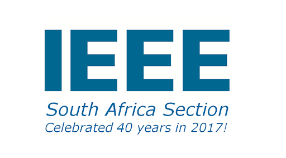 IEEE
South Africa Section
Celebrated 40 years in 2017!